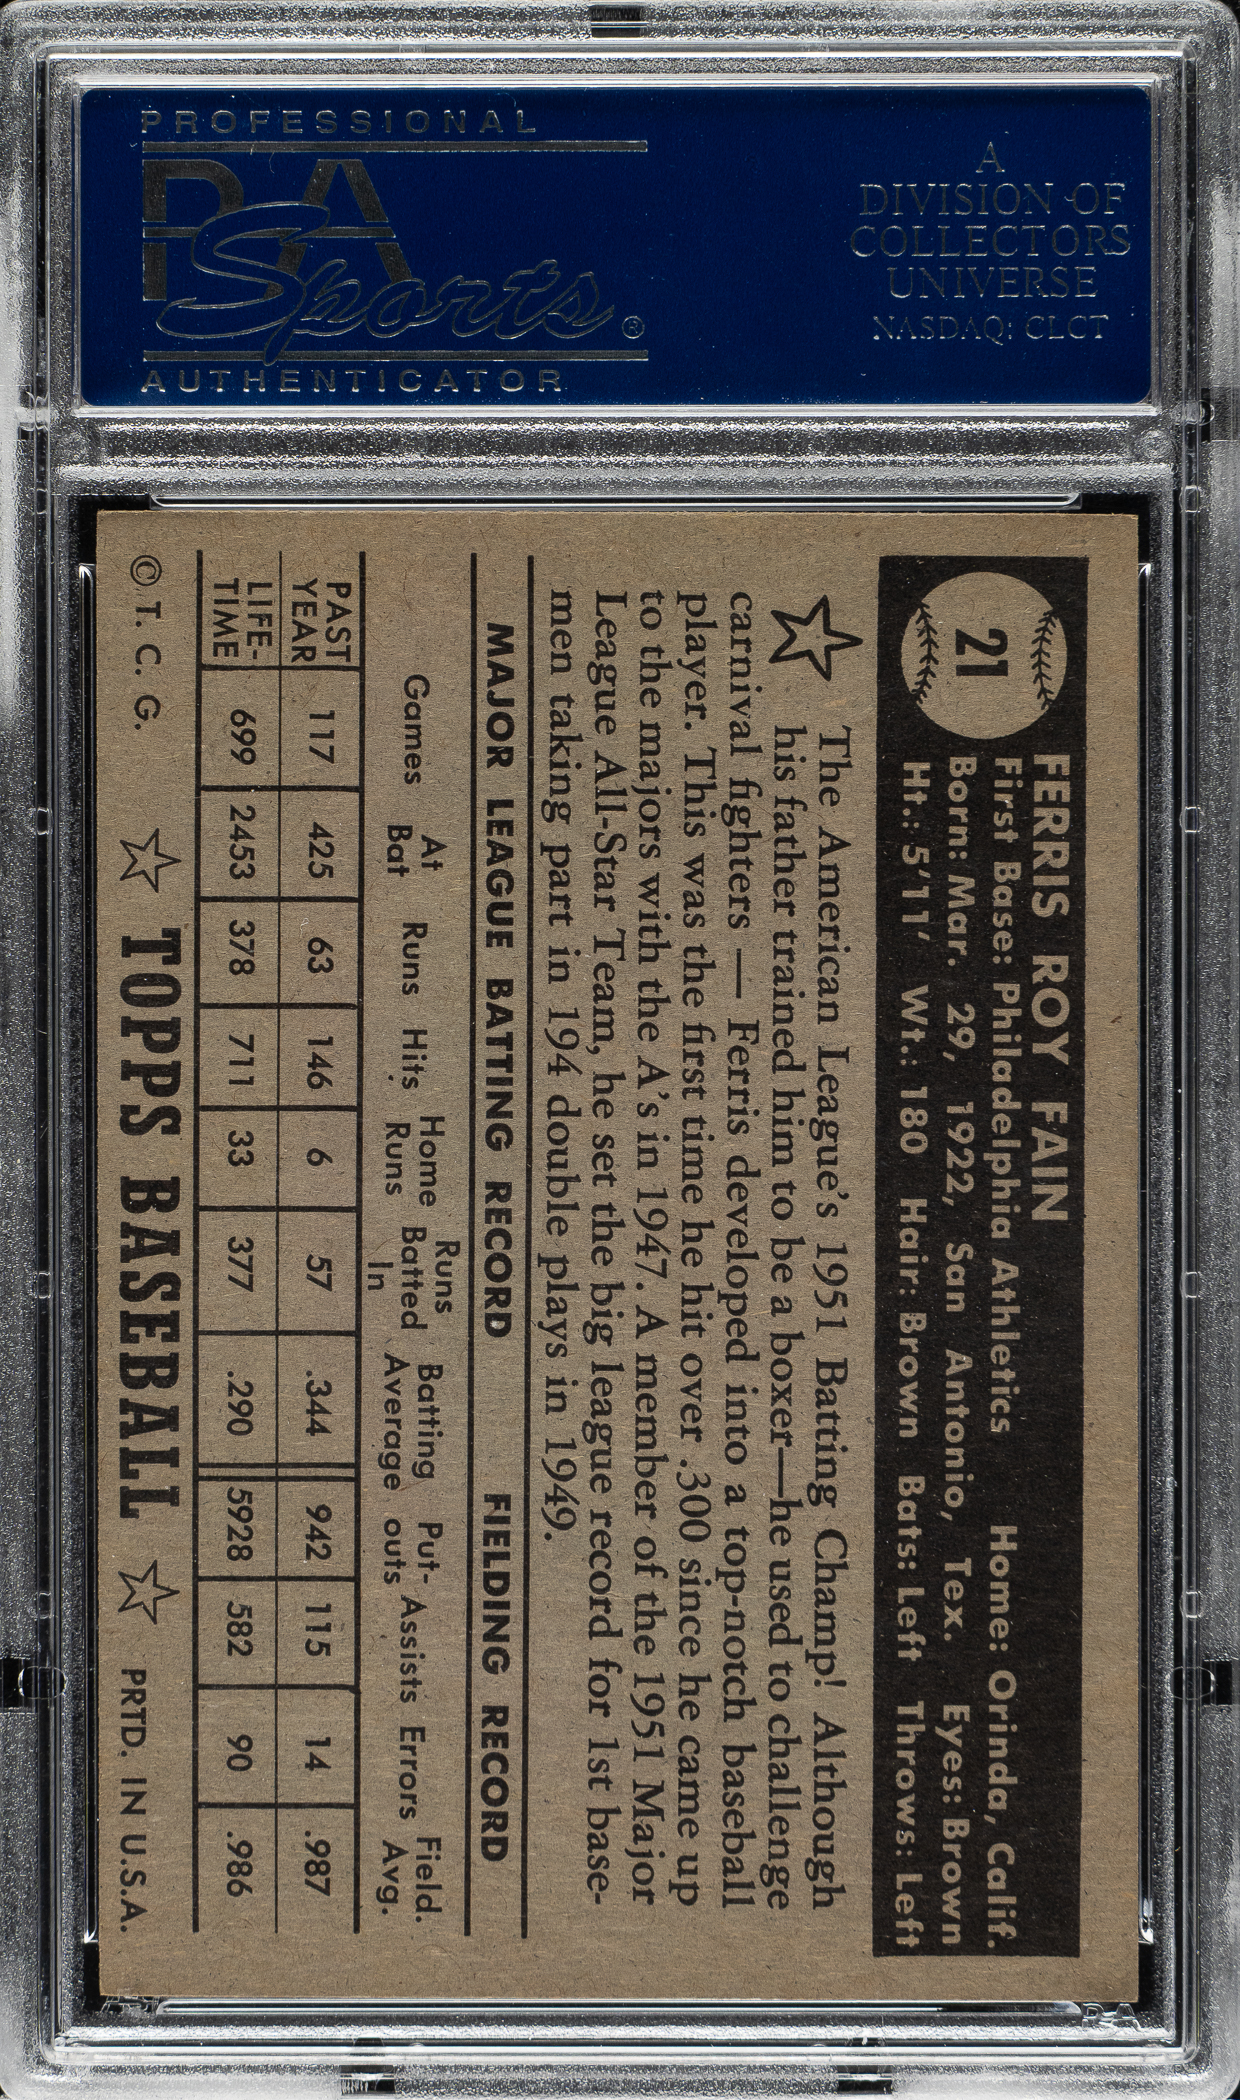 PROFESSIONAL
PSA
Sports®
AUTHENTICATOR
A
DIVISION OF
COLLECTORS
UNIVERSE
NASDAQ: CLCT
21
FERRIS ROY FAIN
First Base: Philadelphia Athletics Home: Orinda, Calif.
Born: Mar. 29, 1922, San Antonio, Tex. Eyes: Brown
Ht.: 5'11' Wt.: 180 Hair: Brown Bats: Left Throws: Left
The American League's 1951 Batting Champ! Although
his father trained him to be a boxer—he used to challenge
carnival fighters — Ferris developed into a top-notch baseball
player. This was the first time he hit over .300 since he came up
to the majors with the A's in 1947. A member of the 1951 Major
League All-Star Team, he set the big league record for 1st base-
men taking part in 194 double plays in 1949.
MAJOR LEAGUE BATTING RECORD FIELDING RECORD
Games At Bat Runs Hits Home Runs Runs Batted In Batting Average Put-outs Assists Errors Field. Avg.
PAST YEAR 117 425 63 146 6 57 .344 942 115 14 .987
LIFE-TIME 699 2453 378 711 33 377 .290 5928 582 90 .986
© T. C. G. TOPPS BASEBALL PRTD. IN U.S.A.
PSA